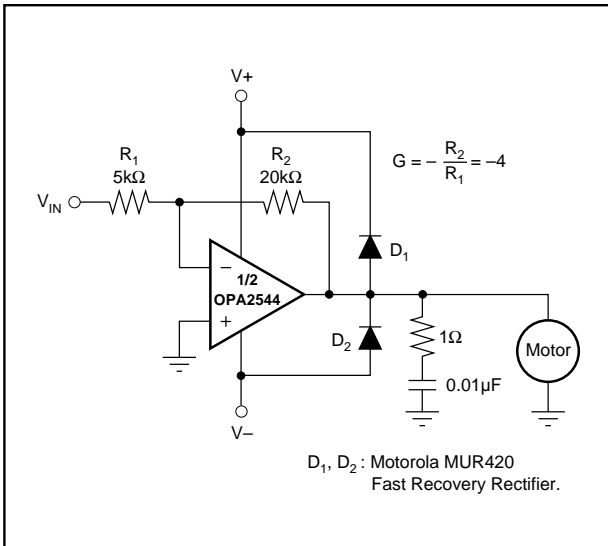 V+
R1
5kΩ
R2
20kΩ
G = – R2/R1 = –4
VIN
D1
–
1/2
OPA2544
+
D2
1Ω
Motor
0.01µF
V–
D1, D2 : Motorola MUR420
Fast Recovery Rectifier.